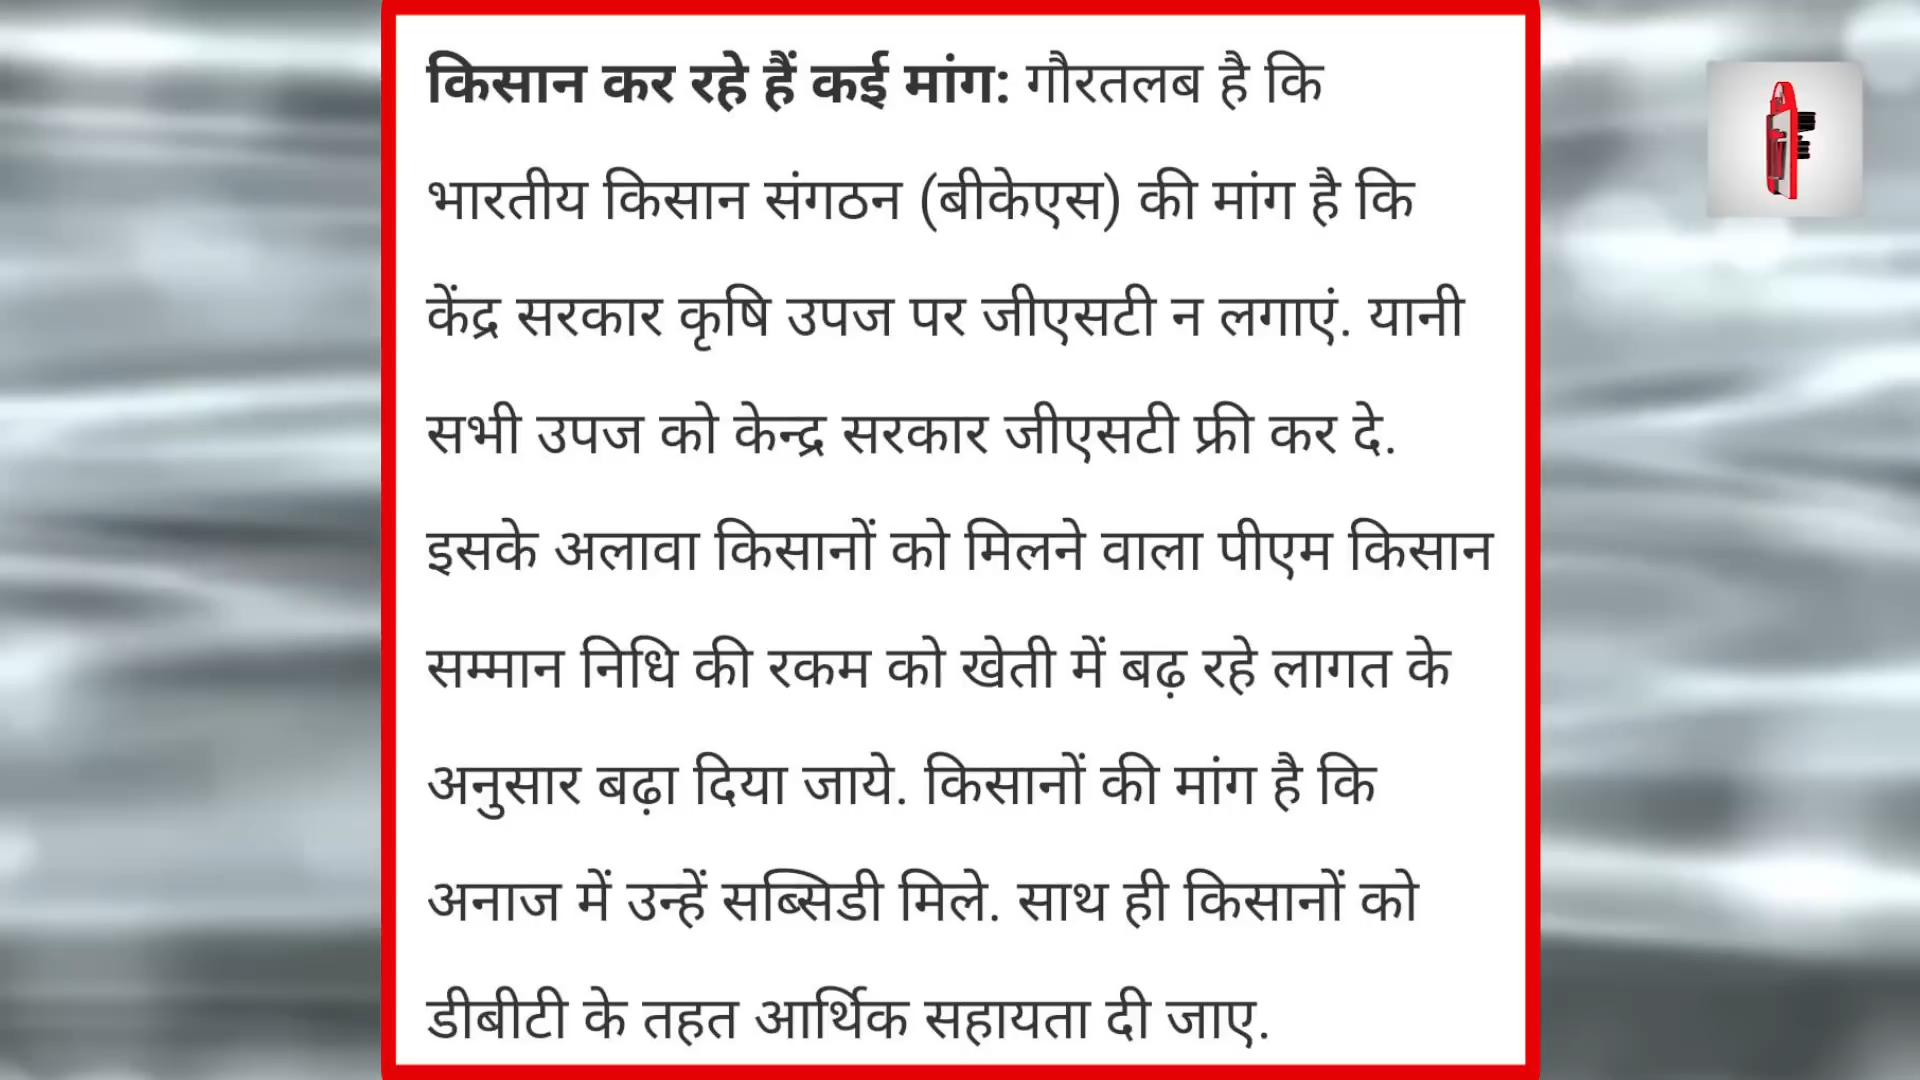 किसान कर रहे हैं कई मांग: गौरतलब है कि
भारतीय किसान संगठन (बीकेएस) की मांग है कि
केंद्र सरकार कृषि उपज पर जीएसटी न लगाएं. यानी
सभी उपज को केन्द्र सरकार जीएसटी फ्री कर दे.
इसके अलावा किसानों को मिलने वाला पीएम किसान
सम्मान निधि की रकम को खेती में बढ़ रहे लागत के
अनुसार बढ़ा दिया जाये. किसानों की मांग है कि
अनाज में उन्हें सब्सिडी मिले. साथ ही किसानों को
डीबीटी के तहत आर्थिक सहायता दी जाए.